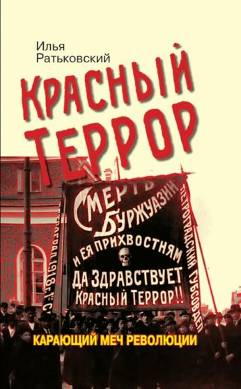 Илья
Ратьковский
КРАСНЫЙ
ТЕРРОР
СМЕРТЬ
БУРЖУАЗИИ
И ЕЯ ПРИХВОСТНЯМ
ДА ЗДРАВСТВУЕТ
КРАСНЫЙ ТЕРРОР!!
КАРАЮЩИЙ МЕЧ РЕВОЛЮЦИИ